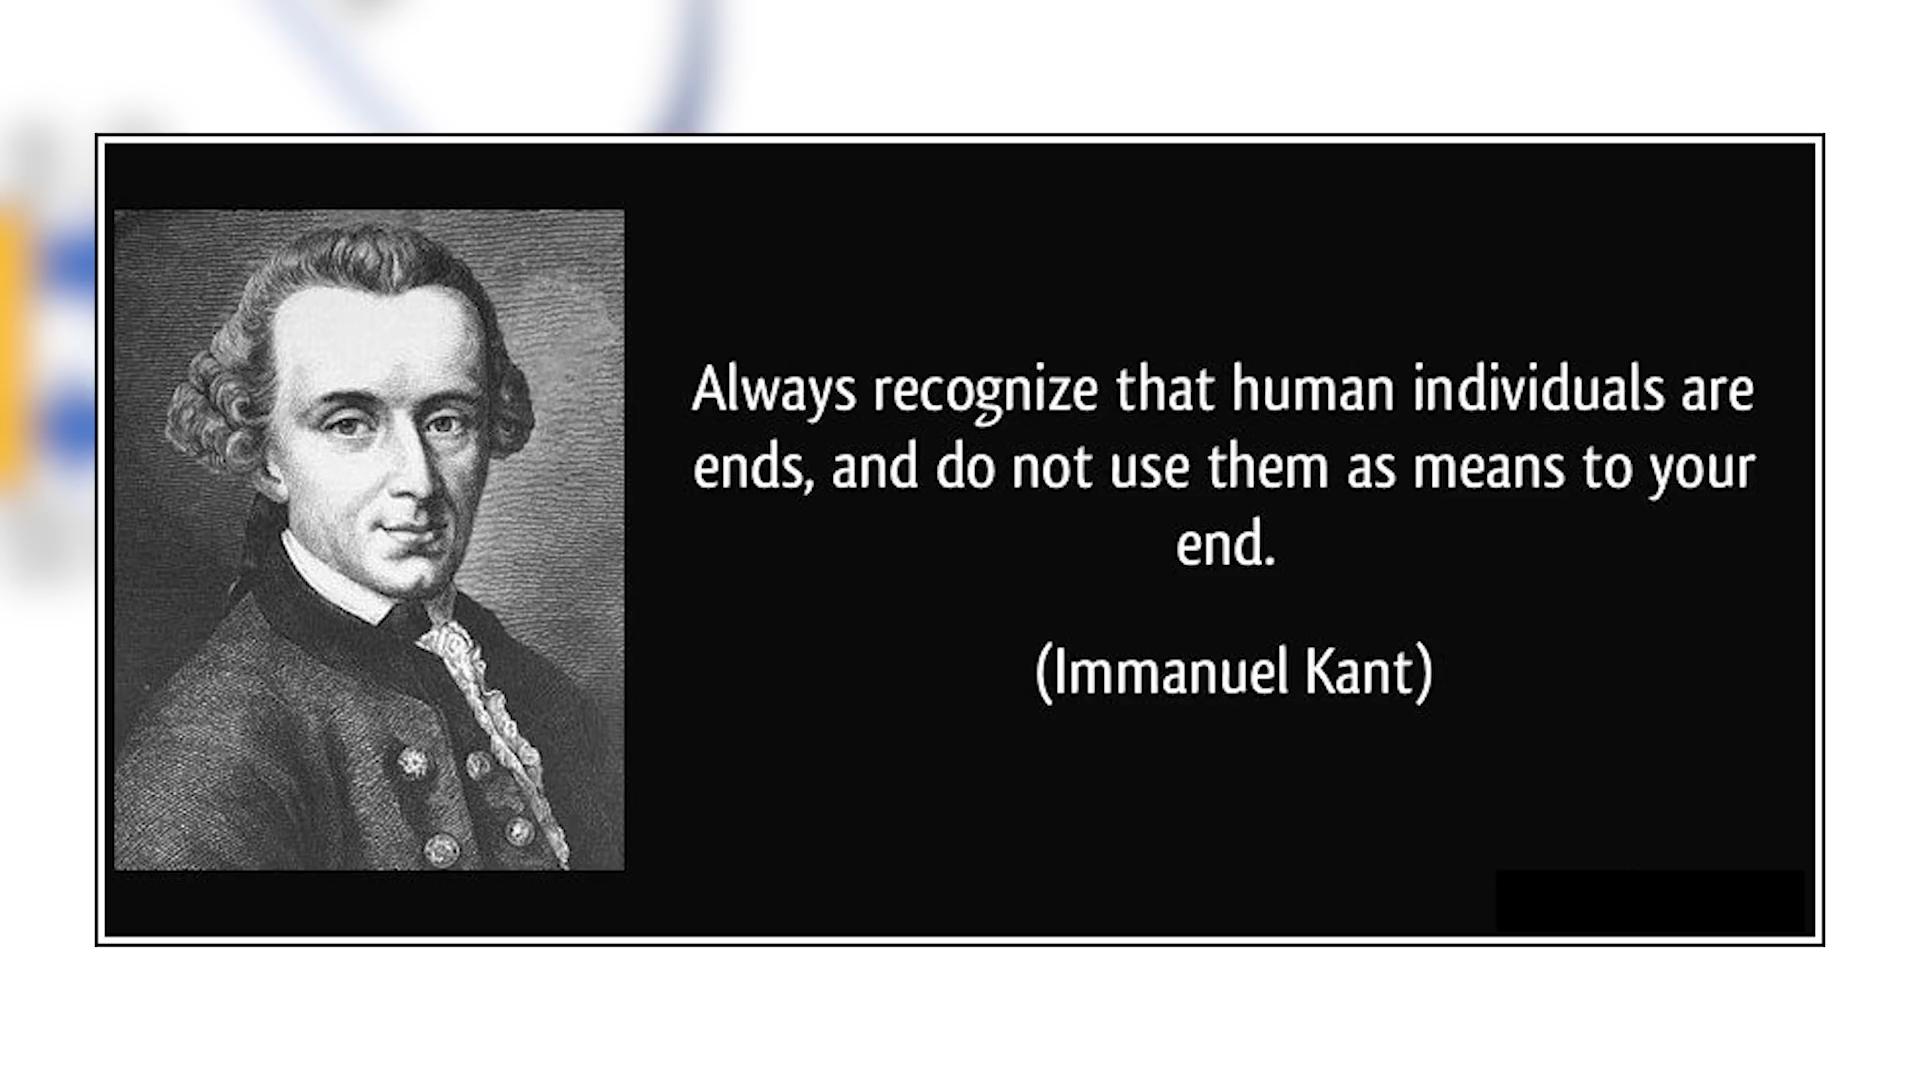 Always recognize that human individuals are
ends, and do not use them as means to your
end.
(Immanuel Kant)